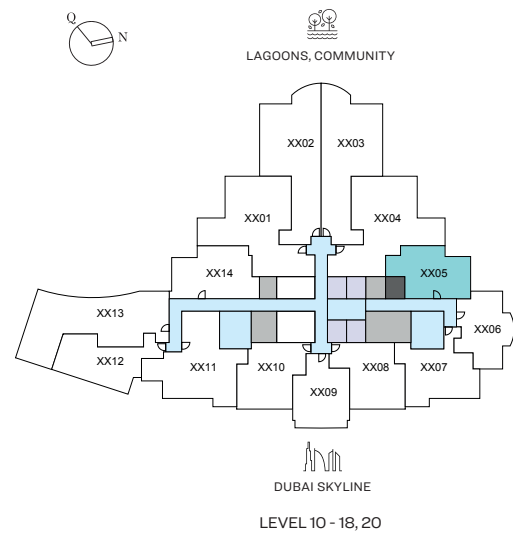 Q
N
LAGOONS, COMMUNITY
XX02 XX03
XX01 XX04
XX14 XX05
XX13 XX06
XX12 XX11 XX10 XX08 XX07
XX09
DUBAI SKYLINE
LEVEL 10 - 18, 20